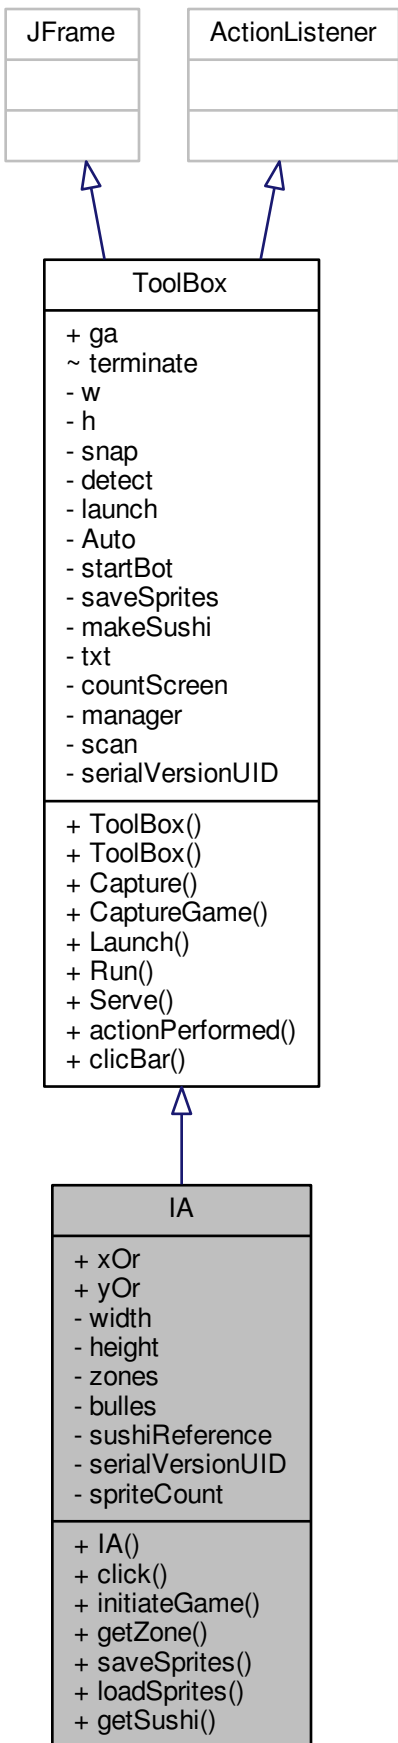 JFrame
ActionListener
ToolBox
+ ga
~ terminate
- w
- h
- snap
- detect
- launch
- Auto
- startBot
- saveSprites
- makeSushi
- txt
- countScreen
- manager
- scan
- serialVersionUID
+ ToolBox()
+ ToolBox()
+ Capture()
+ CaptureGame()
+ Launch()
+ Run()
+ Serve()
+ actionPerformed()
+ clicBar()
IA
+ xOr
+ yOr
- width
- height
- zones
- bulles
- sushiReference
- serialVersionUID
- spriteCount
+ IA()
+ click()
+ initiateGame()
+ getZone()
+ saveSprites()
+ loadSprites()
+ getSushi()